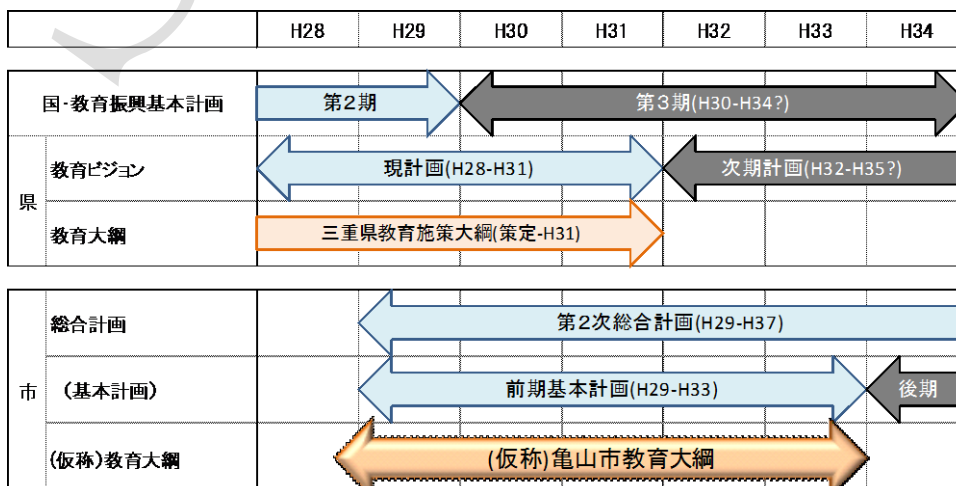 H28 H29 H30 H31 H32 H33 H34
国・教育振興基本計画 第2期 第3期(H30-H34?)
県
教育ビジョン 現計画(H28-H31) 次期計画(H32-H35?)
教育大綱 三重県教育施策大綱(策定-H31)
市
総合計画 第2次総合計画(H29-H37)
(基本計画) 前期基本計画(H29-H33) 後期
(仮称)教育大綱 (仮称)亀山市教育大綱